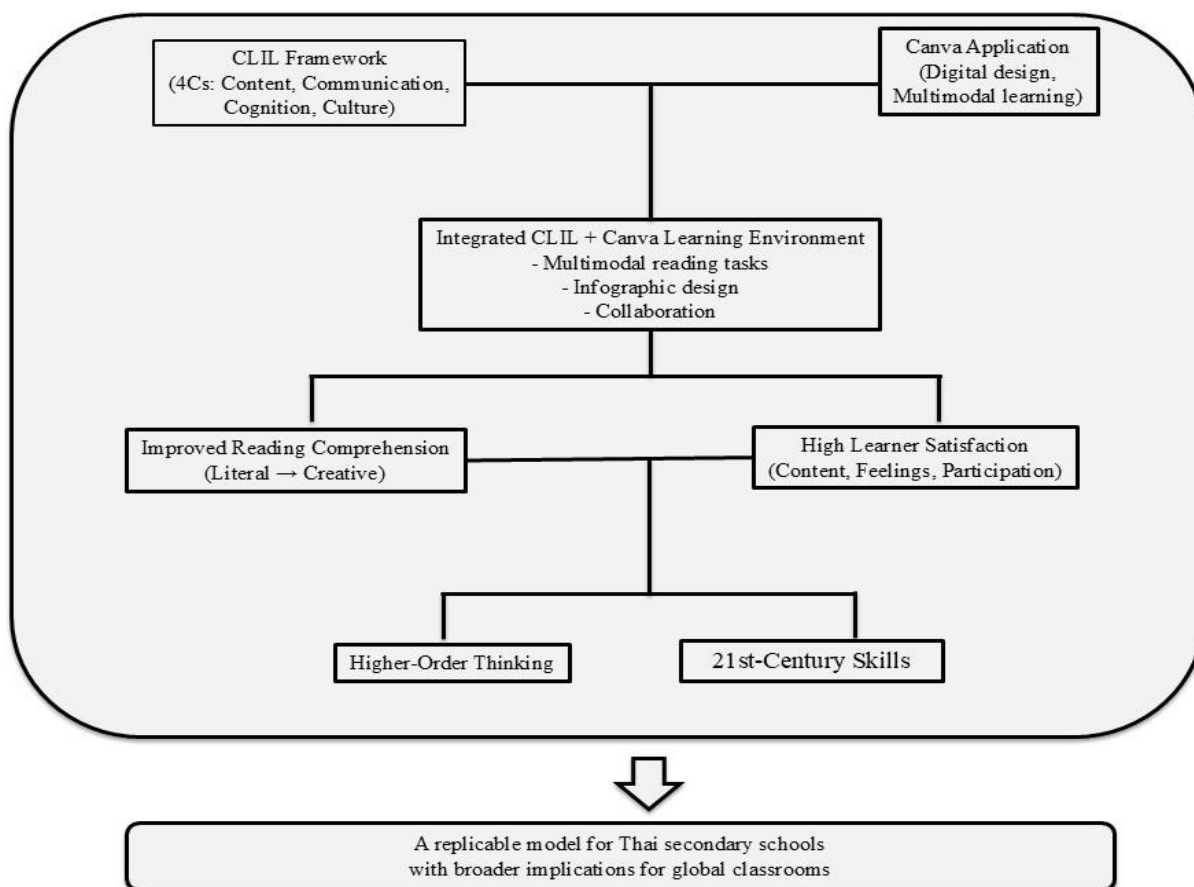 CLIL Framework
(4Cs: Content, Communication,
Cognition, Culture)
Canva Application
(Digital design,
Multimodal learning)
Integrated CLIL + Canva Learning Environment
- Multimodal reading tasks
- Infographic design
- Collaboration
Improved Reading Comprehension
(Literal → Creative)
High Learner Satisfaction
(Content, Feelings, Participation)
Higher-Order Thinking
21st-Century Skills
A replicable model for Thai secondary schools
with broader implications for global classrooms